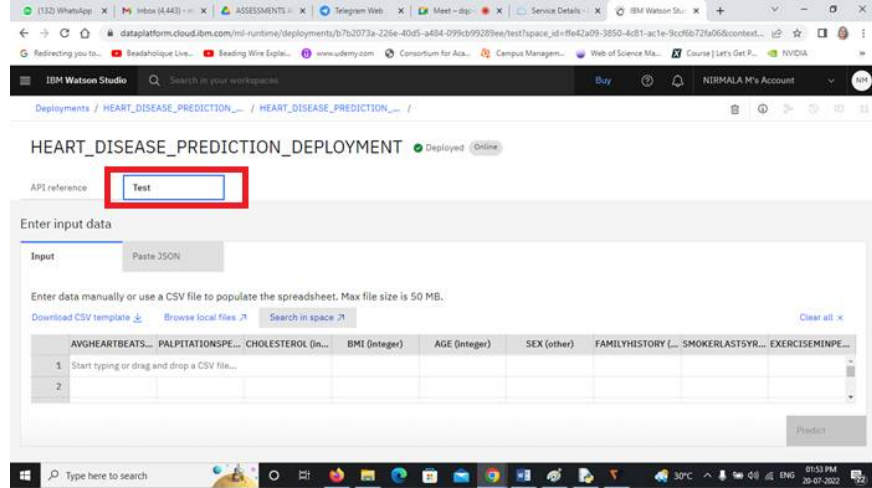 (132) WhatsApp
Inbox (4,443) -
ASSESSMENTS
Telegram Web
Meet – dqc-
Service Details -
IBM Watson Stu
dataplatform.cloud.ibm.com/ml-runtime/deployments/b7b2073a-226e-40d5-a484-099cb99289ee/test?space_id=ffe42a09-3850-4c81-ac1e-9ccf6b72fa06&context...
Redirecting you to...
Beadaholique Live...
Beading Wire Explai...
www.udemy.com
Consortium for Aca...
Campus Managem...
Web of Science Ma...
Course | Let's Get P...
NVIDIA
IBM Watson Studio
Search in your workspaces
Buy
NIRMALA M's Account
NM
Deployments / HEART_DISEASE_PREDICTION_... / HEART_DISEASE_PREDICTION_... /
HEART_DISEASE_PREDICTION_DEPLOYMENT Deployed Online
API reference Test
Enter input data
Input Paste JSON
Enter data manually or use a CSV file to populate the spreadsheet. Max file size is 50 MB.
Download CSV template Browse local files Search in space Clear all ×
AVGHEARTBEATS... PALPITATIONSPE... CHOLESTEROL (in... BMI (integer) AGE (integer) SEX (other) FAMILYHISTORY (... SMOKERLAST5YR... EXERCISEMINPE...
1 Start typing or drag and drop a CSV file...
2
Predict
Type here to search
30°C
ENG
01:53 PM
20-07-2022